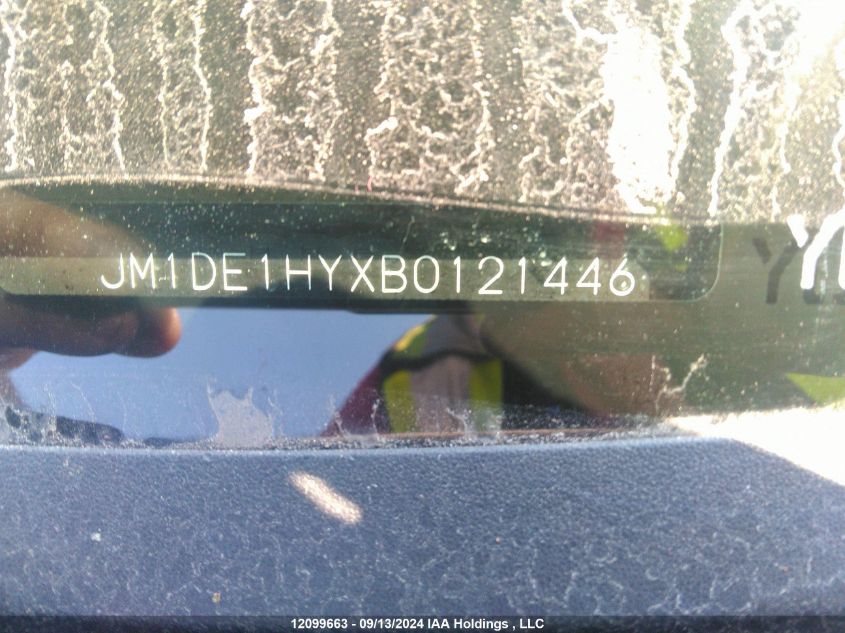 JM1DE1HYXB0121446
12099663 - 09/13/2024 IAA Holdings , LLC